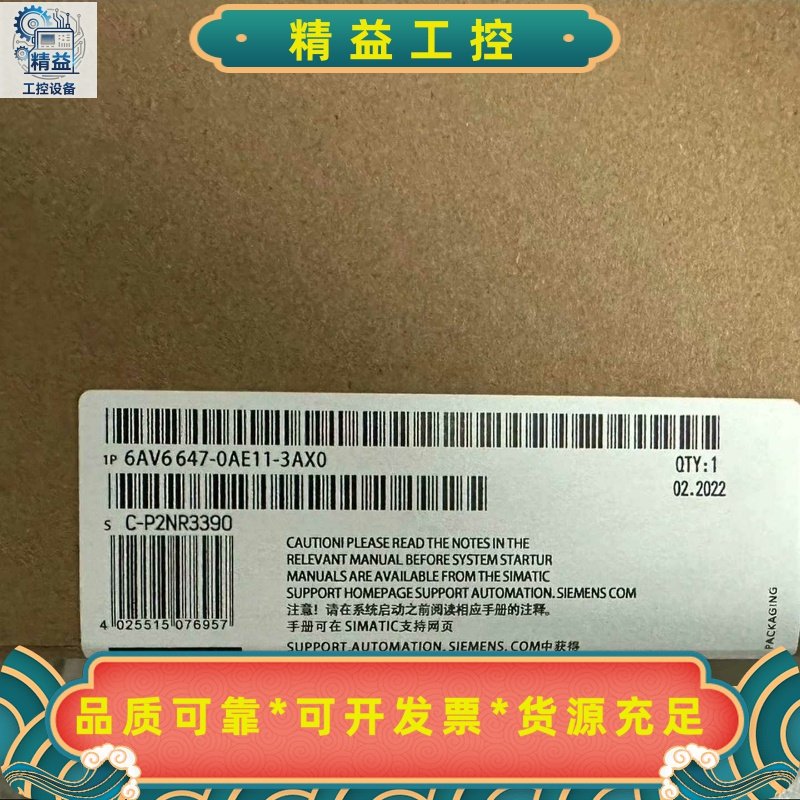 精益
工控设备
精益工控
1P 6AV6 647-0AE11-3AX0
QTY:1
02.2022
S C-P2NR3390
CAUTION! PLEASE READ THE NOTES IN THE
RELEVANT MANUAL BEFORE SYSTEM STARTUR
MANUALS ARE AVAILABLE FROM THE SIMATIC
SUPPORT HOMEPAGE SUPPORT AUTOMATION. SIEMENS COM
注意! 请在系统启动之前阅读相应手册的注释。
手册可在 SIMATIC支持网页
SUPPORT.AUTOMATION. SIEMENS. COM中获得
4 025515 076957
PACKAGING
品质可靠*可开发票*货源充足